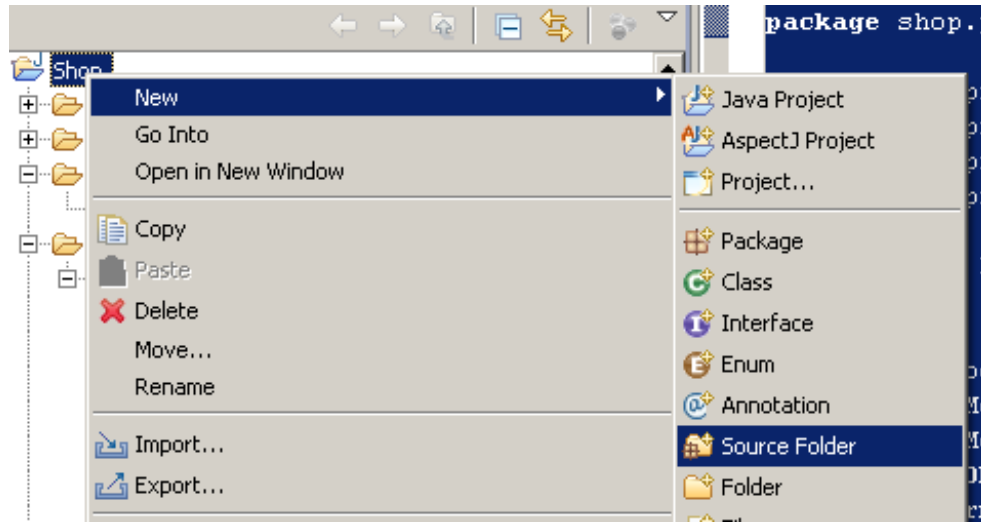 package shop.
Shop
New
Go Into
Open in New Window
Copy
Paste
Delete
Move...
Rename
Import...
Export...
Java Project
AspectJ Project
Project...
Package
Class
Interface
Enum
Annotation
Source Folder
Folder